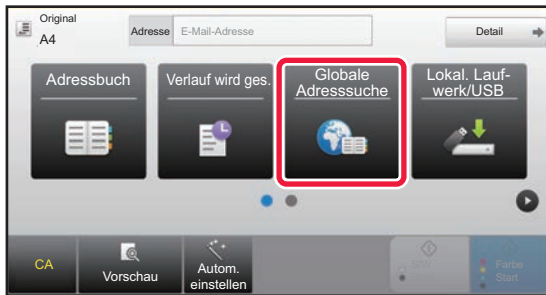 Original
A4
Adresse
E-Mail-Adresse
Detail
Adressbuch
Verlauf wird ges.
Globale
Adresssuche
Lokal. Lauf-
werk/USB
CA
Vorschau
Autom.
einstellen
Farbe
Start